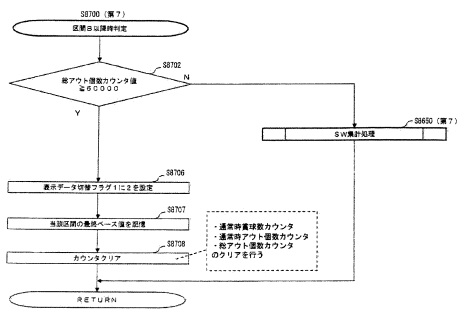 S8700 (第7)
区間B以降時判定
S8702
総アウト個数カウンタ値
≧60000
N
Y
S8650 (第7)
SW集計処理
S8706
表示データ切替フラグ1に2を設定
S8707
当該区間の最終ベース値を記憶
S8708
カウンタクリア
・通常時賞球数カウンタ
・通常時アウト個数カウンタ
・総アウト個数カウンタ
のクリアを行う
RETURN